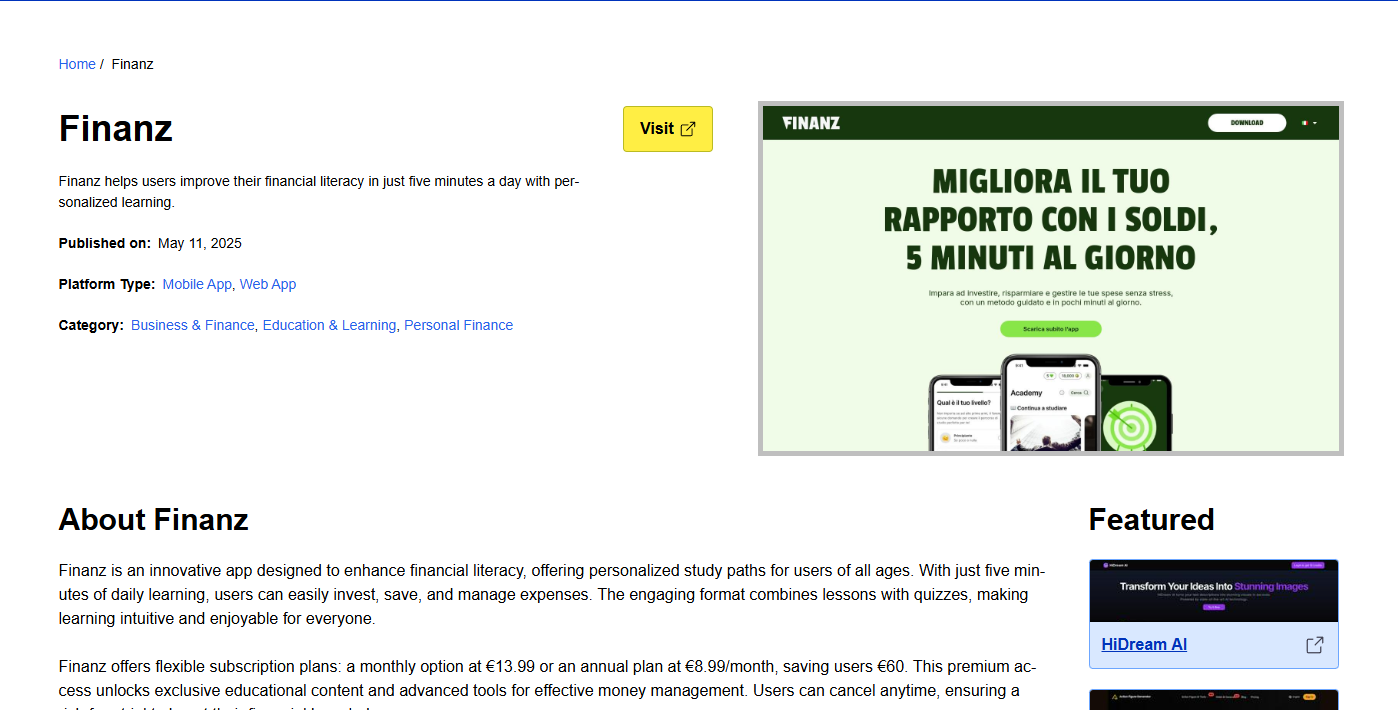 Home / Finanz
Finanz
Visit
Finanz helps users improve their financial literacy in just five minutes a day with per-
sonalized learning.
Published on: May 11, 2025
Platform Type: Mobile App, Web App
Category: Business & Finance, Education & Learning, Personal Finance
FINANZ
DOWNLOAD
MIGLIORA IL TUO
RAPPORTO CON I SOLDI,
5 MINUTI AL GIORNO
Impara ad investire, risparmiare e gestire le tue spese senza stress,
con un metodo guidato e in pochi minuti al giorno.
Scarica subito l'app
Qual è il tuo livello?
Academy
Cerca
Continua a studiare
About Finanz
Finanz is an innovative app designed to enhance financial literacy, offering personalized study paths for users of all ages. With just five min-
utes of daily learning, users can easily invest, save, and manage expenses. The engaging format combines lessons with quizzes, making
learning intuitive and enjoyable for everyone.
Finanz offers flexible subscription plans: a monthly option at €13.99 or an annual plan at €8.99/month, saving users €60. This premium ac-
cess unlocks exclusive educational content and advanced tools for effective money management. Users can cancel anytime, ensuring a
Featured
HiDream AI
Transform Your Ideas Into Stunning Images
HiDream AI